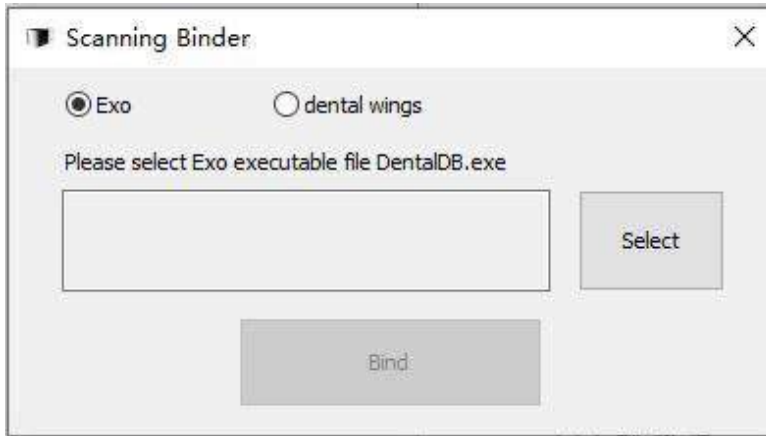 Scanning Binder
Exo
dental wings
Please select Exo executable file DentalDB.exe
Select
Bind